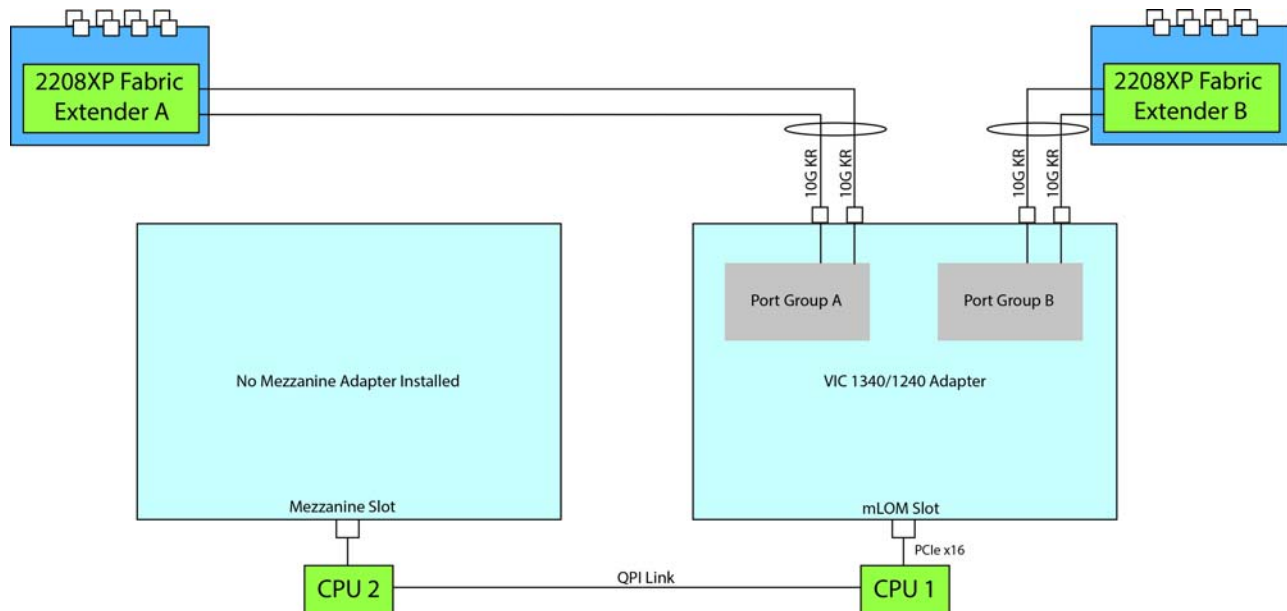 2208XP Fabric
Extender A
2208XP Fabric
Extender B
10G KR
10G KR
10G KR
10G KR
Port Group A
Port Group B
No Mezzanine Adapter Installed
VIC 1340/1240 Adapter
Mezzanine Slot
mLOM Slot
PCIe x16
CPU 2
QPI Link
CPU 1